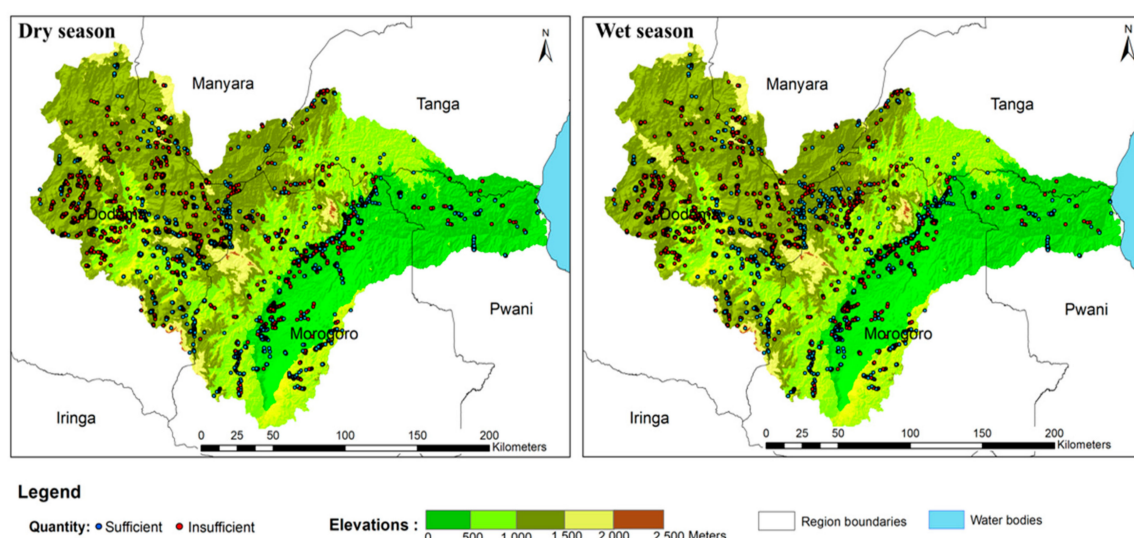 Dry season
N
Manyara
Tanga
Dodoma
Pwani
Morogoro
Iringa
0 25 50 100 150 200
Kilometers
Wet season
N
Manyara
Tanga
Dodoma
Pwani
Morogoro
Iringa
0 25 50 100 150 200
Kilometers
Legend
Quantity: Sufficient Insufficient
Elevations :
0 500 1 000 1 500 2 000 2 500 Meters
Region boundaries
Water bodies